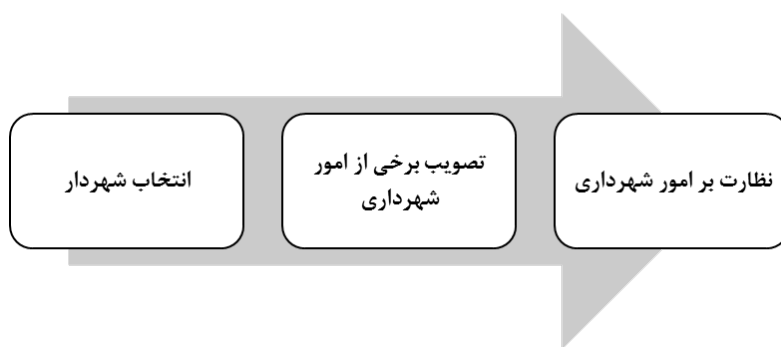 انتخاب شهردار
تصویب برخی از امور
شهرداری
نظارت بر امور شهرداری